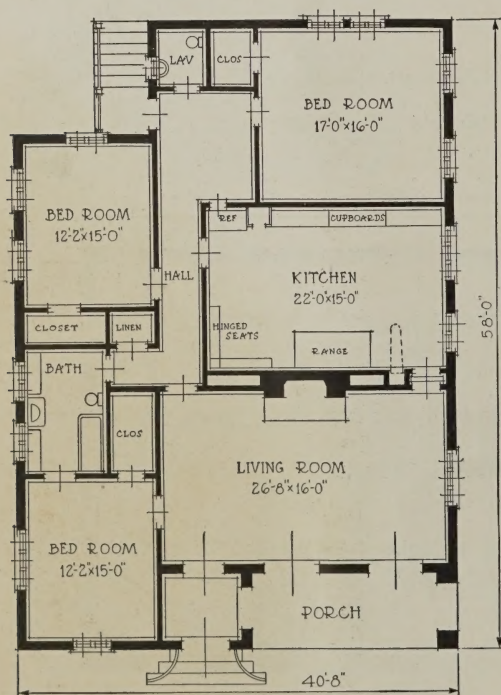 LAV
CLOS
BED ROOM
17'-0"x16'-0"
BED ROOM
12'-2"x15'-0"
REF
CUPBOARDS
HALL
KITCHEN
22'-0"x15'-0"
HINGED
SEATS
RANGE
58'-0"
CLOSET
LINEN
BATH
CLOS
LIVING ROOM
26'-8"x16'-0"
BED ROOM
12'-2"x15'-0"
PORCH
40'-8"